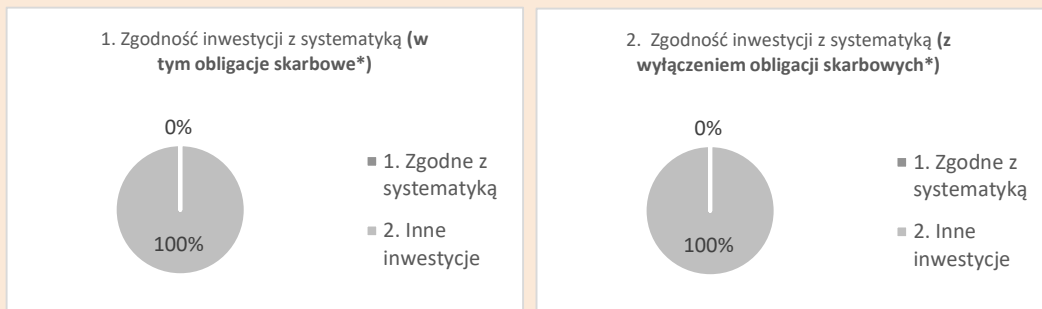 1. Zgodność inwestycji z systematyką (w
tym obligacje skarbowe*)
0%
100%
1. Zgodne z
systematyką
2. Inne
inwestycje
2. Zgodność inwestycji z systematyką (z
wyłączeniem obligacji skarbowych*)
0%
100%
1. Zgodne z
systematyką
2. Inne
inwestycje